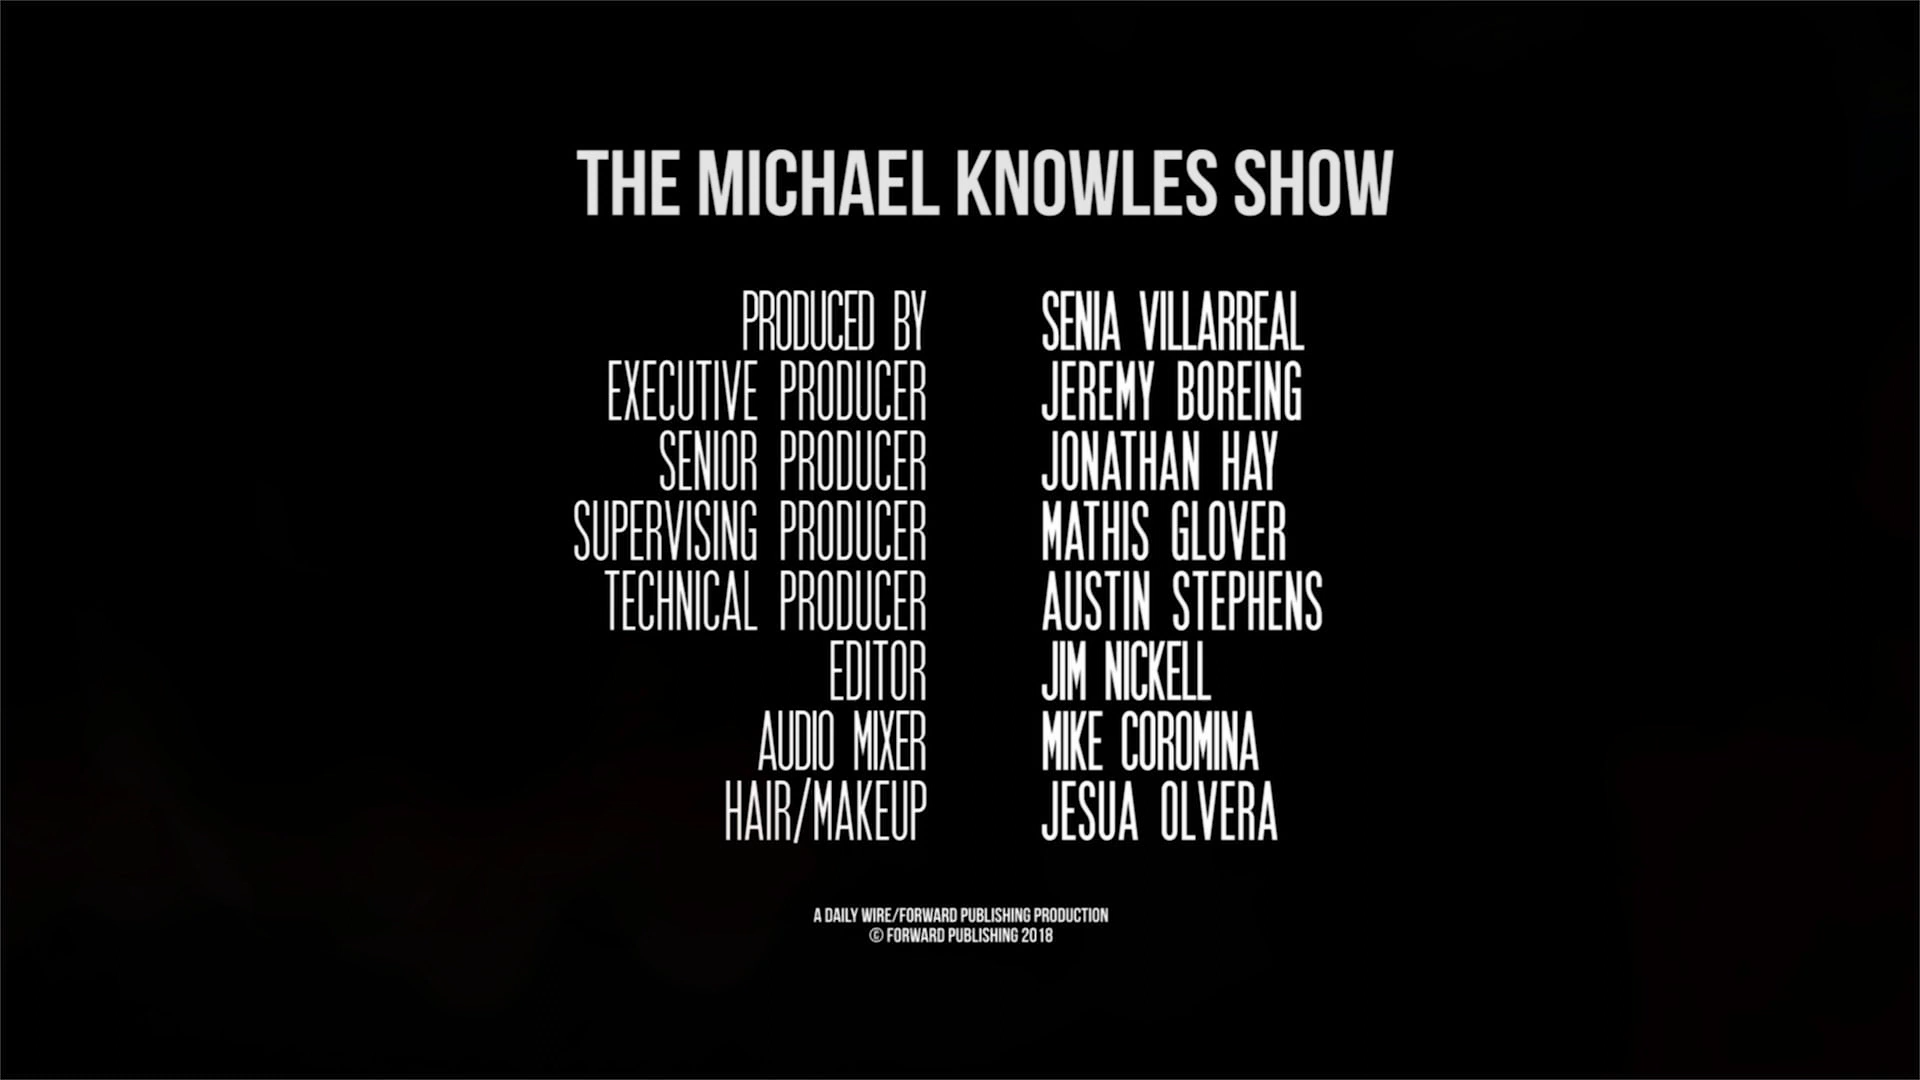 THE MICHAEL KNOWLES SHOW
PRODUCED BY SENIA VILLARREAL
EXECUTIVE PRODUCER JEREMY BOREING
SENIOR PRODUCER JONATHAN HAY
SUPERVISING PRODUCER MATHIS GLOVER
TECHNICAL PRODUCER AUSTIN STEPHENS
EDITOR JIM NICKELL
AUDIO MIXER MIKE COROMINA
HAIR/MAKEUP JESUA OLVERA
A DAILY WIRE/FORWARD PUBLISHING PRODUCTION
© FORWARD PUBLISHING 2018